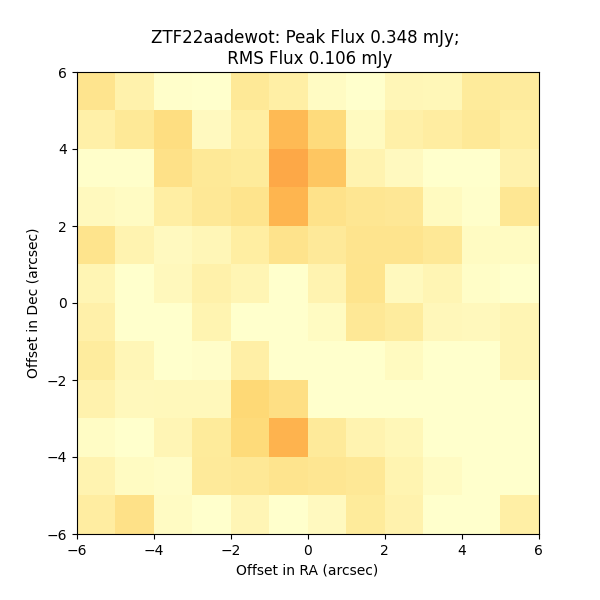 ZTF22aadewot: Peak Flux 0.348 mJy;
RMS Flux 0.106 mJy
6
4
2
0
−2
−4
−6
Offset in Dec (arcsec)
−6 −4 −2 0 2 4 6
Offset in RA (arcsec)